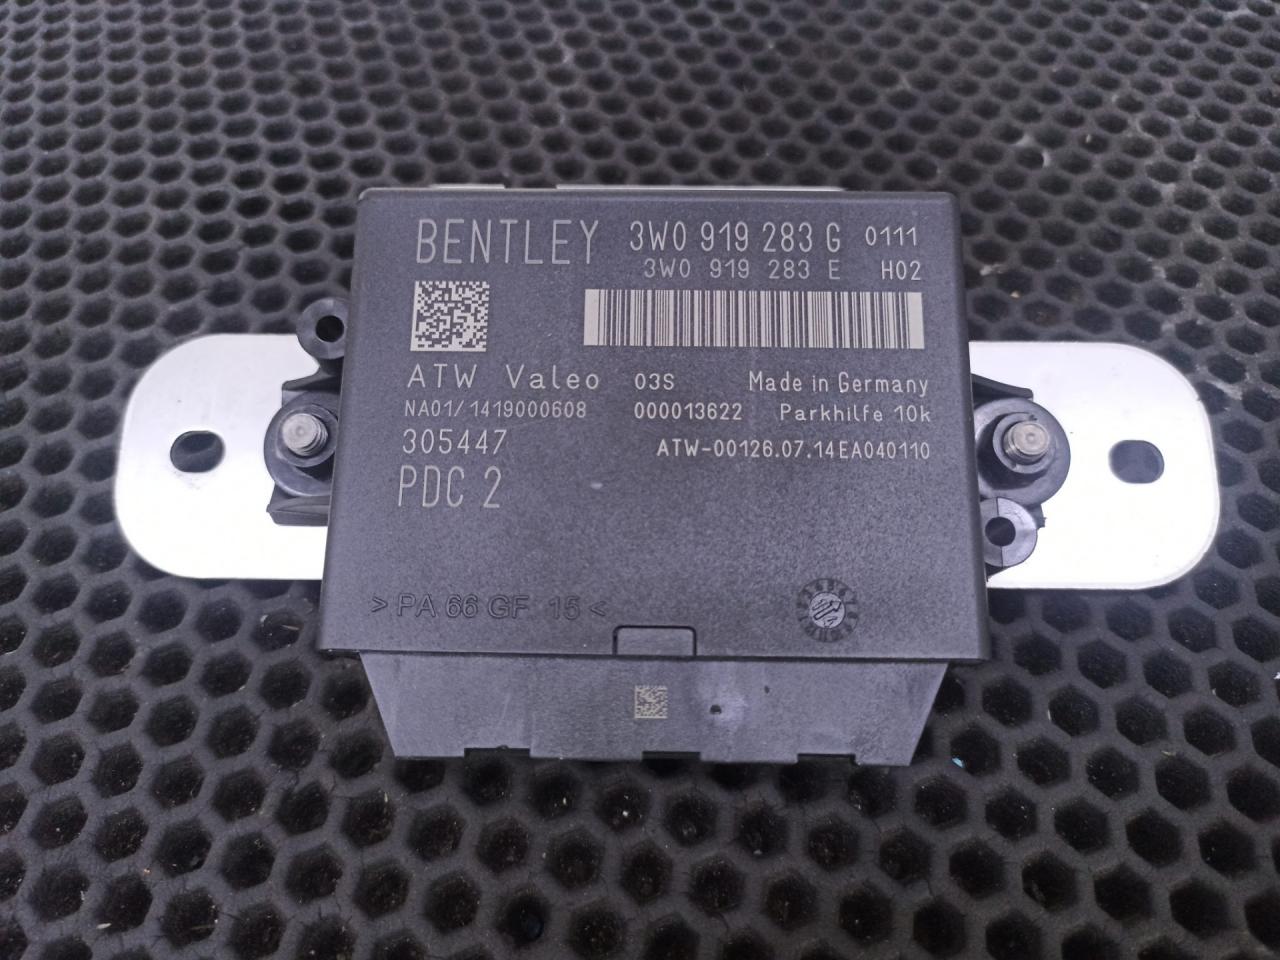 BENTLEY 3W0 919 283 G 0111
3W0 919 283 E H02
ATW Valeo 03S Made in Germany
NA01/1419000608 000013622 Parkhilfe 10k
305447 ATW-00126.07.14EA040110
PDC 2
>PA 66 GF 15<